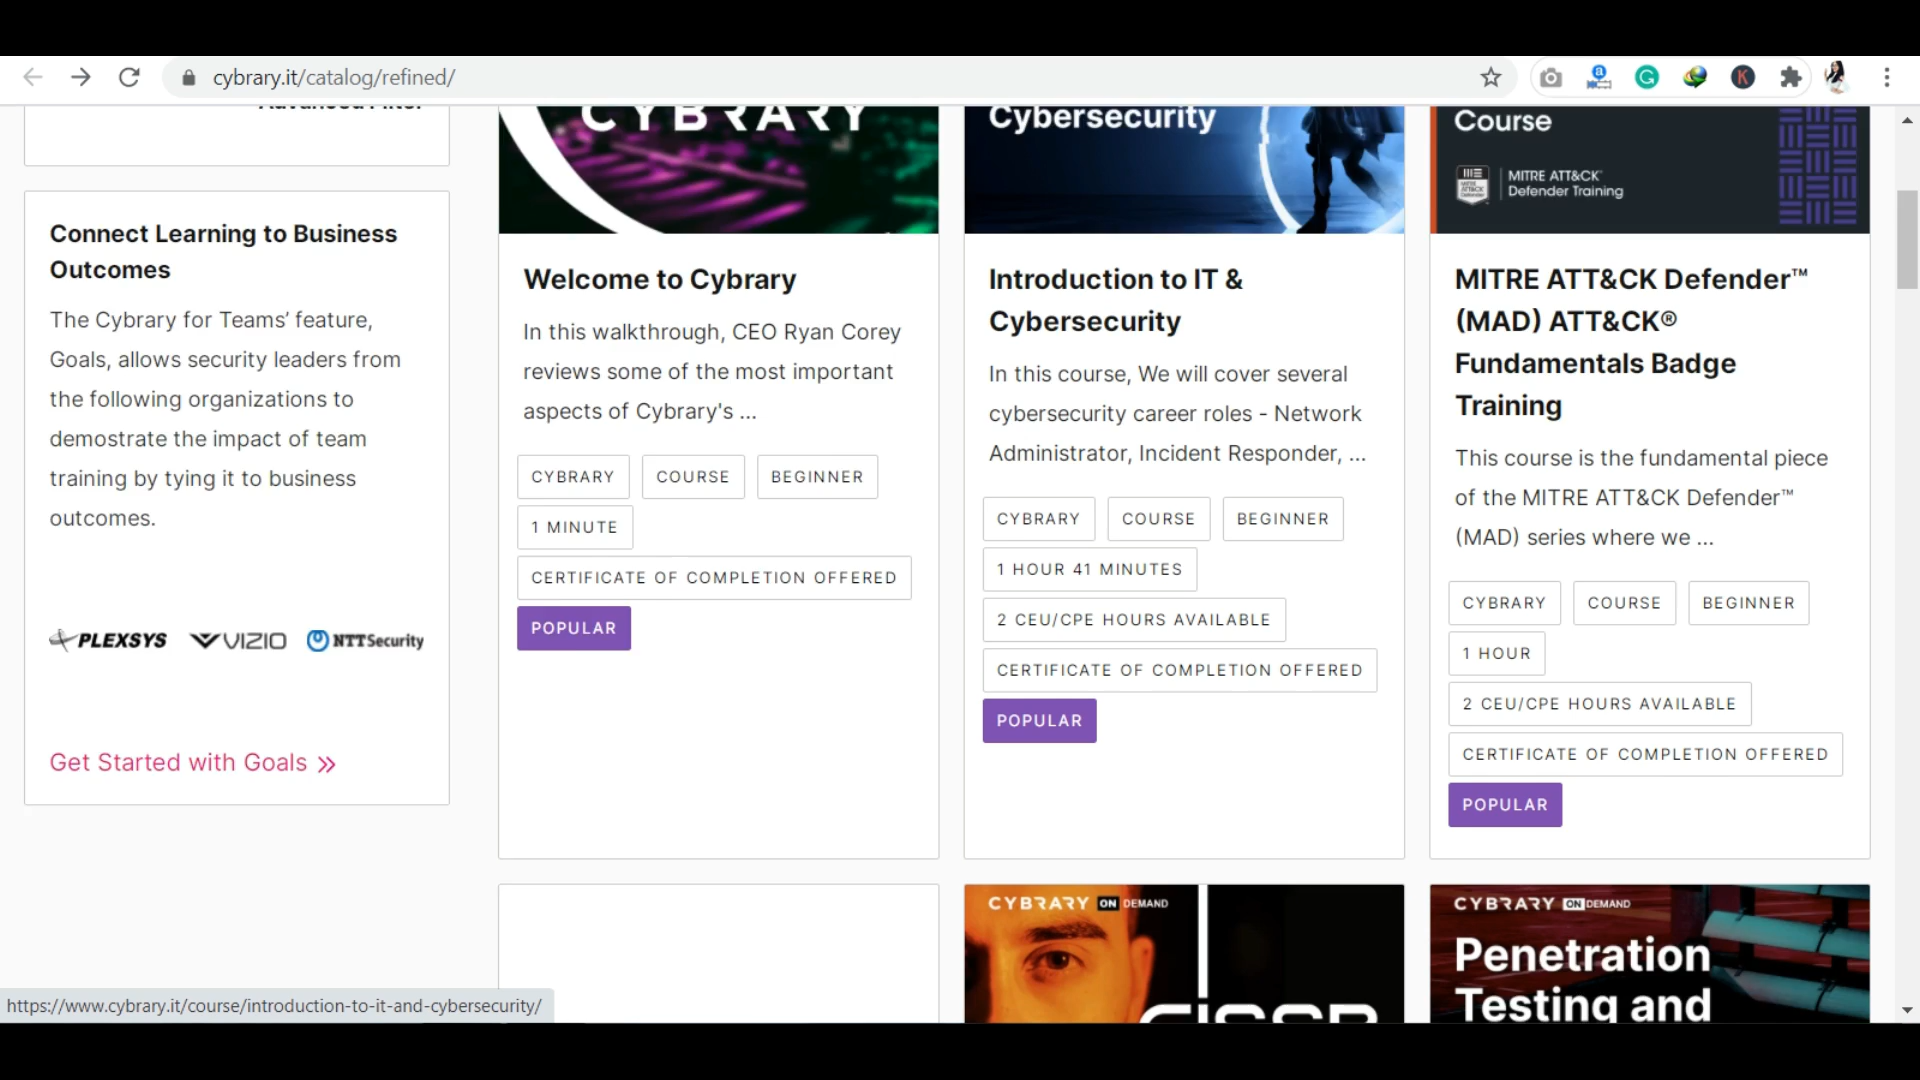 cybrary.it/catalog/refined/
Advanced Filter
Connect Learning to Business
Outcomes
The Cybrary for Teams’ feature,
Goals, allows security leaders from
the following organizations to
demostrate the impact of team
training by tying it to business
outcomes.
PLEXSYS VIZIO NTT Security
Get Started with Goals »
CYBRARY
Welcome to Cybrary
In this walkthrough, CEO Ryan Corey
reviews some of the most important
aspects of Cybrary's ...
CYBRARY COURSE BEGINNER
1 MINUTE
CERTIFICATE OF COMPLETION OFFERED
POPULAR
Cybersecurity
Introduction to IT &
Cybersecurity
In this course, We will cover several
cybersecurity career roles - Network
Administrator, Incident Responder, ...
CYBRARY COURSE BEGINNER
1 HOUR 41 MINUTES
2 CEU/CPE HOURS AVAILABLE
CERTIFICATE OF COMPLETION OFFERED
POPULAR
Course
MITRE ATT&CK™
Defender Training
MITRE ATT&CK Defender™
(MAD) ATT&CK®
Fundamentals Badge
Training
This course is the fundamental piece
of the MITRE ATT&CK Defender™
(MAD) series where we ...
CYBRARY COURSE BEGINNER
1 HOUR
2 CEU/CPE HOURS AVAILABLE
CERTIFICATE OF COMPLETION OFFERED
POPULAR
CYBRARY ON DEMAND
CISSP
CYBRARY ON DEMAND
Penetration
Testing and
https://www.cybrary.it/course/introduction-to-it-and-cybersecurity/